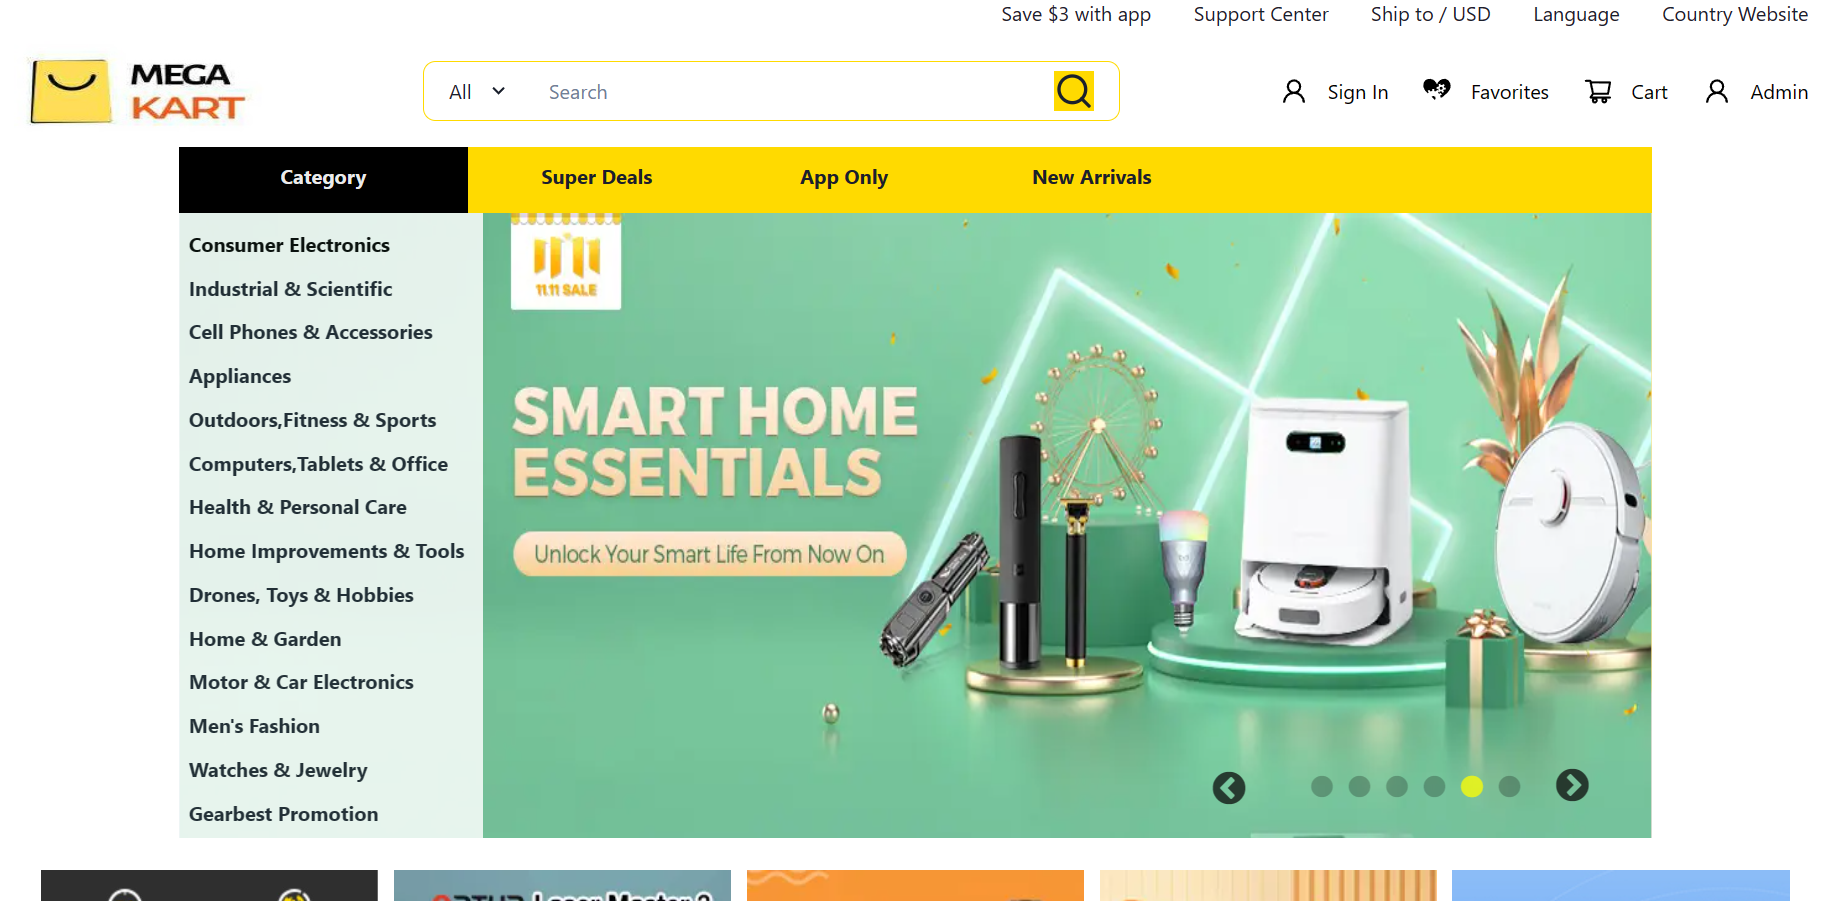 Save $3 with app
Support Center
Ship to / USD
Language
Country Website
MEGA
KART
All
Search
Sign In
Favorites
Cart
Admin
Category
Super Deals
App Only
New Arrivals
Consumer Electronics
Industrial & Scientific
Cell Phones & Accessories
Appliances
Outdoors,Fitness & Sports
Computers,Tablets & Office
Health & Personal Care
Home Improvements & Tools
Drones, Toys & Hobbies
Home & Garden
Motor & Car Electronics
Men's Fashion
Watches & Jewelry
Gearbest Promotion
11.11 SALE
SMART HOME
ESSENTIALS
Unlock Your Smart Life From Now On